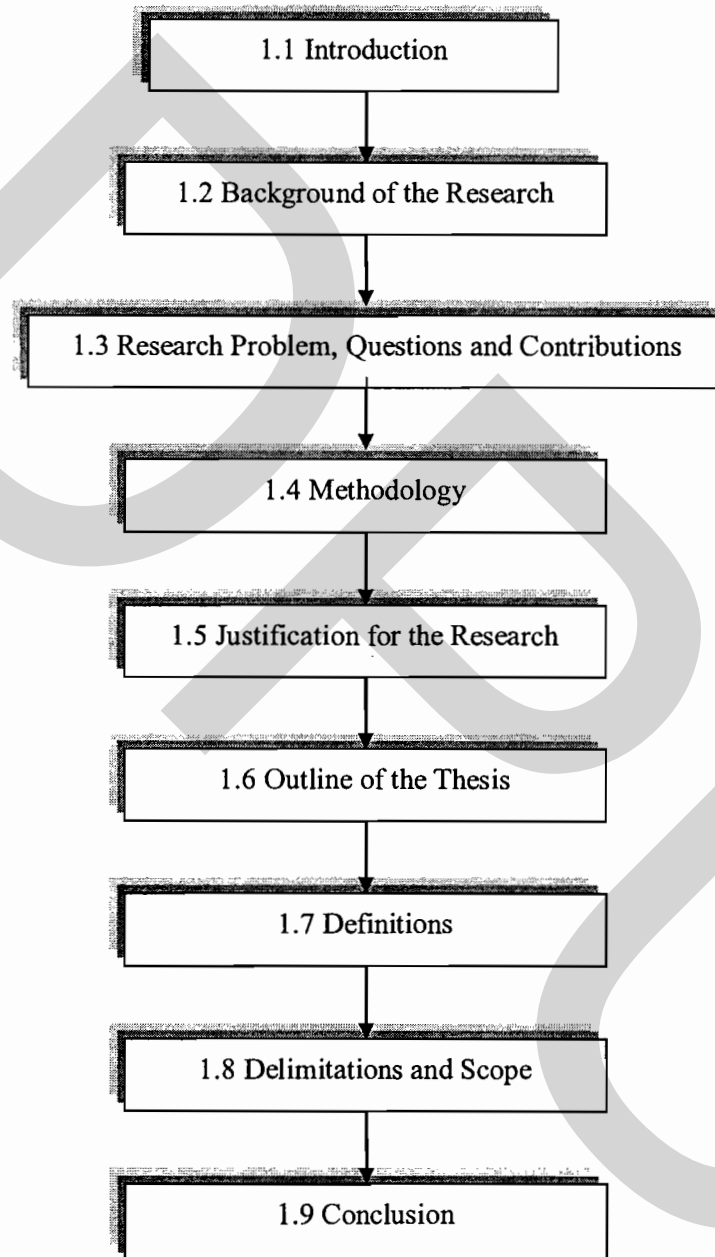 1.1 Introduction
1.2 Background of the Research
1.3 Research Problem, Questions and Contributions
1.4 Methodology
1.5 Justification for the Research
1.6 Outline of the Thesis
1.7 Definitions
1.8 Delimitations and Scope
1.9 Conclusion